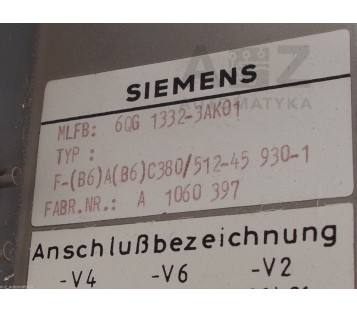 SIEMENS
MLFB: 6QG 1332-3AK01
TYP :
F-(B6)A(B6)C380/512-45 930-1
FABR.NR.: A 1060 397
Anschlußbezeichnung
-V4 -V6 -V2